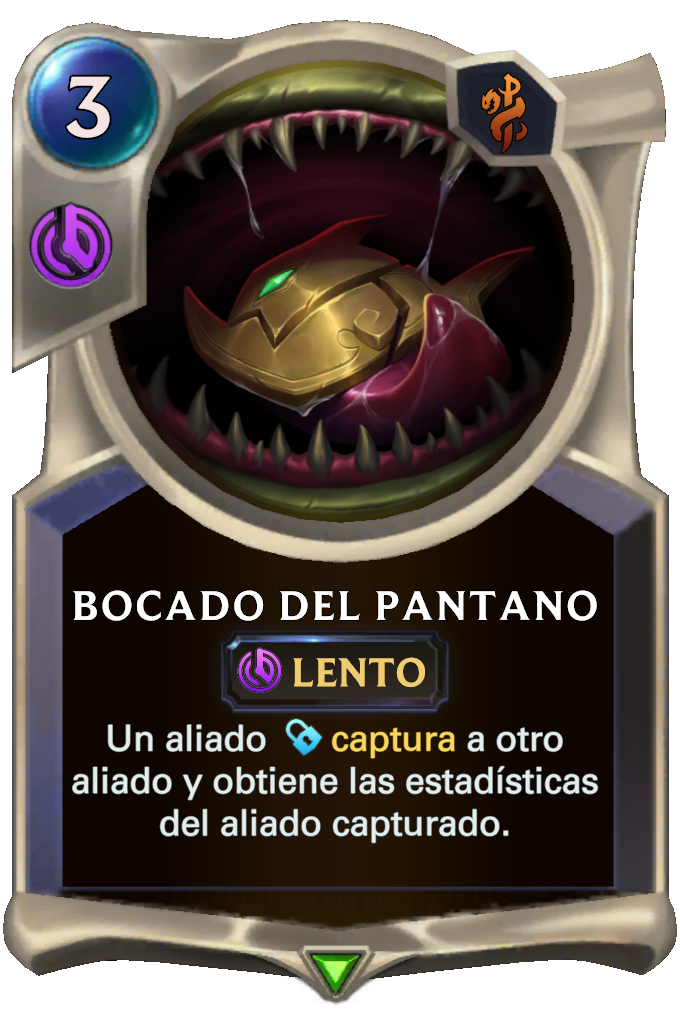 3
BOCADO DEL PANTANO
LENTO
Un aliado captura a otro
aliado y obtiene las estadísticas
del aliado capturado.